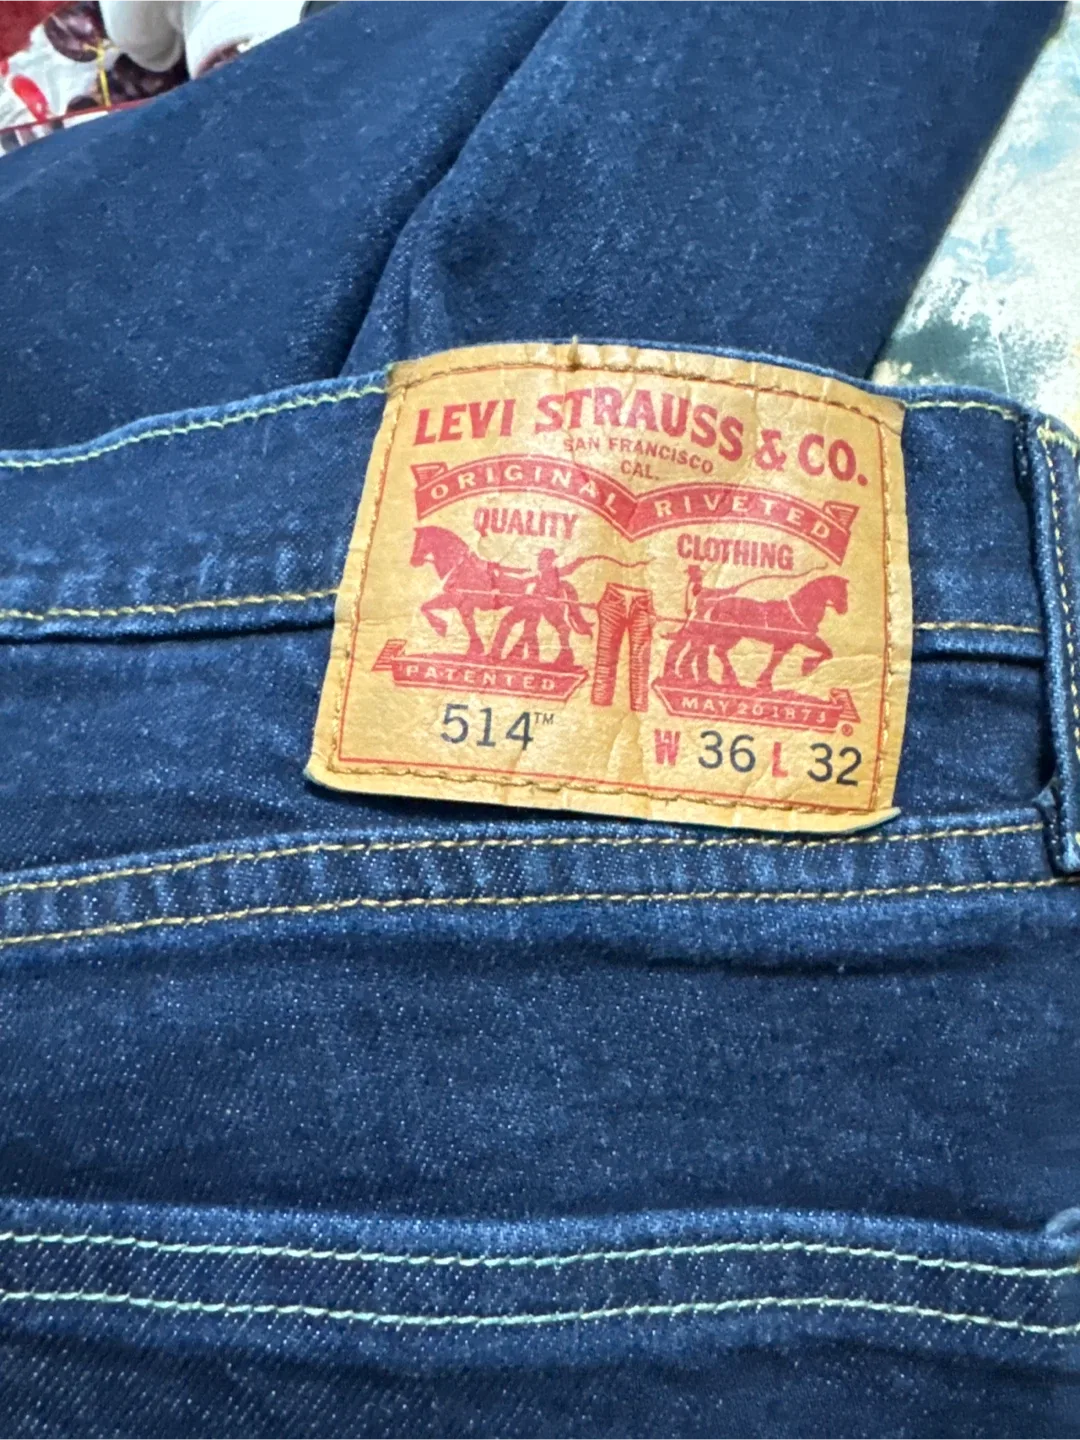 LEVI STRAUSS & CO.
SAN FRANCISCO
CAL.
ORIGINAL RIVETED
QUALITY CLOTHING
PATENTED MAY 20 1873
®
514™ W 36 L 32